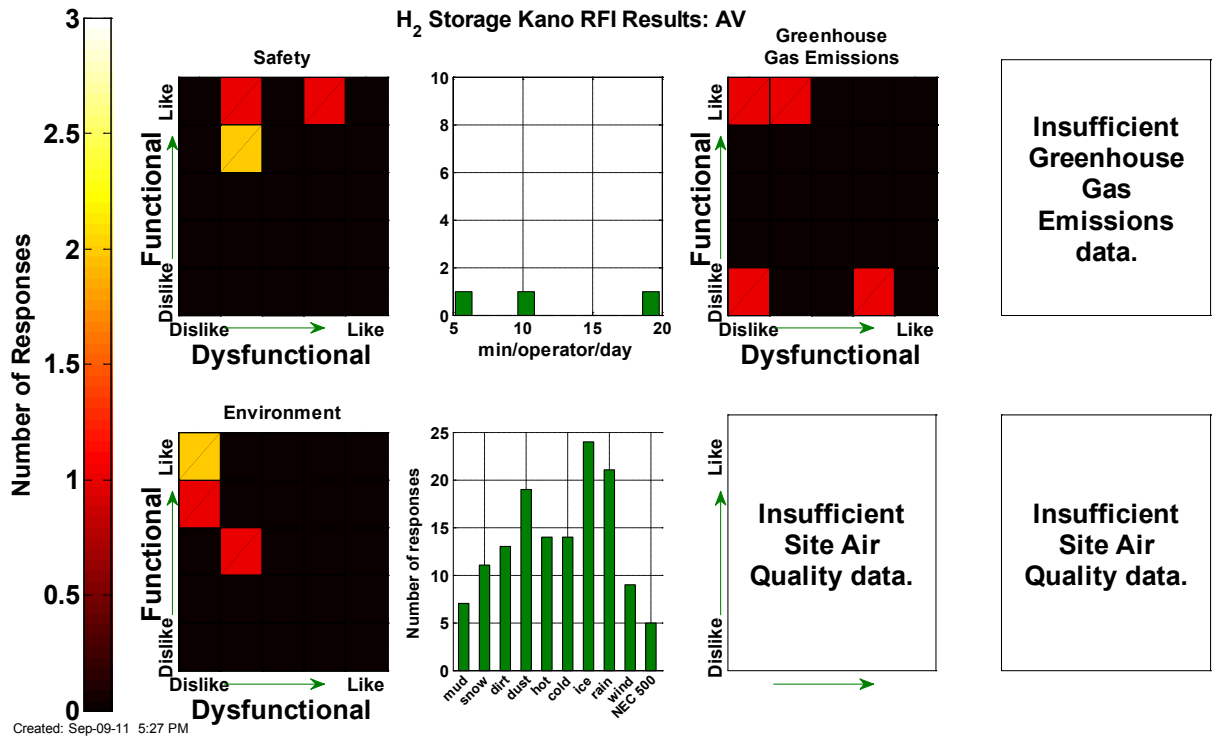 H2 Storage Kano RFI Results: AV
Number of Responses
3
2.5
2
1.5
1
0.5
0
Safety
Functional
Like
Dislike
Dislike
Like
Dysfunctional
10
8
6
4
2
0
5
10
15
20
min/operator/day
Greenhouse
Gas Emissions
Functional
Like
Dislike
Dislike
Like
Dysfunctional
Insufficient
Greenhouse
Gas
Emissions
data.
Environment
Functional
Like
Dislike
Dislike
Like
Dysfunctional
Number of responses
25
20
15
10
5
0
mud
snow
dirt
dust
hot
cold
ice
rain
wind
NEC 500
Like
Dislike
Insufficient
Site Air
Quality data.
Insufficient
Site Air
Quality data.
Created: Sep-09-11 5:27 PM